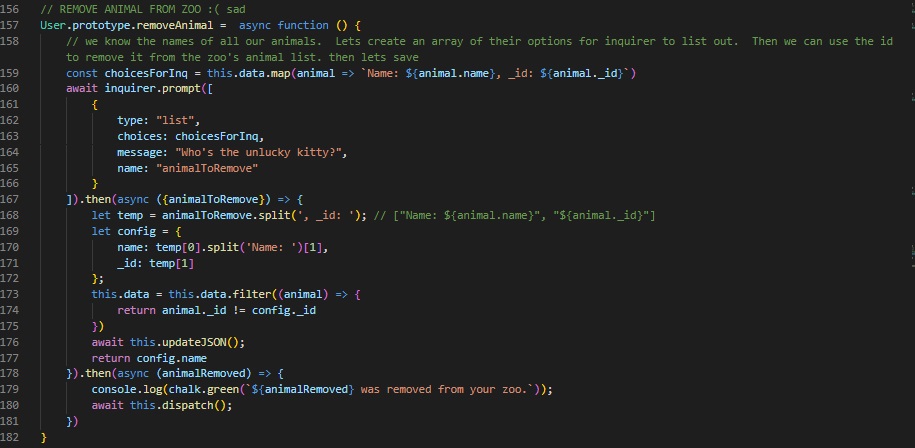 156 // REMOVE ANIMAL FROM ZOO :( sad
157 User.prototype.removeAnimal =  async function () {
158     // we know the names of all our animals.  Lets create an array of their options for inquirer to list out.  Then we can use the id
    to remove it from the zoo's animal list. then lets save
159     const choicesForInq = this.data.map(animal => `Name: ${animal.name}, _id: ${animal._id}`)
160     await inquirer.prompt([
161         {
162             type: "list",
163             choices: choicesForInq,
164             message: "Who's the unlucky kitty?",
165             name: "animalToRemove"
166         }
167     ]).then(async ({animalToRemove}) => {
168         let temp = animalToRemove.split(', _id: '); // ["Name: ${animal.name}", "${animal._id}"]
169         let config = {
170             name: temp[0].split('Name: ')[1],
171             _id: temp[1]
172         };
173         this.data = this.data.filter((animal) => {
174             return animal._id != config._id
175         })
176         await this.updateJSON();
177         return config.name
178     }).then(async (animalRemoved) => {
179         console.log(chalk.green(`${animalRemoved} was removed from your zoo.`));
180         await this.dispatch();
181     })
182 }